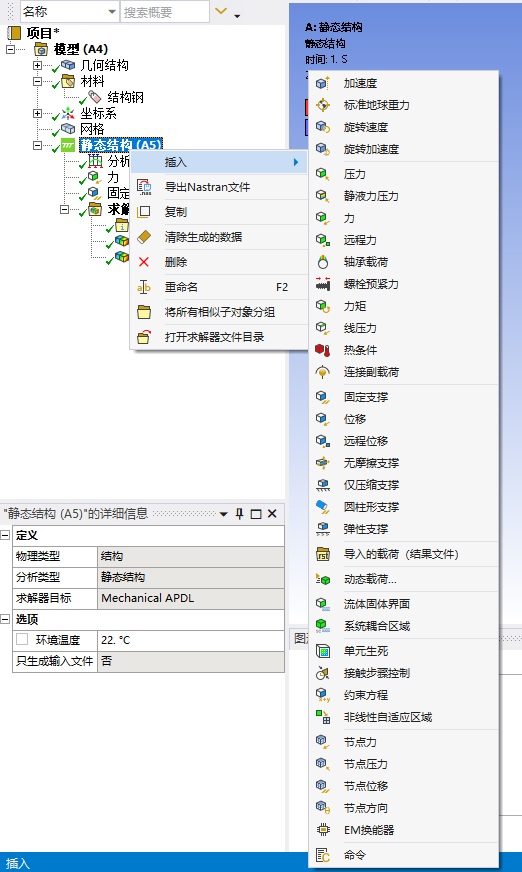 名称
搜索概要
项目*
模型 (A4)
几何结构
材料
结构钢
坐标系
网格
静态结构 (A5)
分析
力
固定
求解
A: 静态结构
静态结构
时间: 1. S
插入
导出Nastran文件
复制
清除生成的数据
删除
重命名 F2
将所有相似子对象分组
打开求解器文件目录
加速度
标准地球重力
旋转速度
旋转加速度
压力
静液力压力
力
远程力
轴承载荷
螺栓预紧力
力矩
线压力
热条件
连接副载荷
固定支撑
位移
远程位移
无摩擦支撑
仅压缩支撑
圆柱形支撑
弹性支撑
导入的载荷（结果文件）
动态载荷...
流体固体界面
系统耦合区域
单元生死
接触步骤控制
约束方程
非线性自适应区域
节点力
节点压力
节点位移
节点方向
EM换能器
命令
"静态结构 (A5)"的详细信息
定义
物理类型 结构
分析类型 静态结构
求解器目标 Mechanical APDL
选项
环境温度 22. °C
只生成输入文件 否
插入